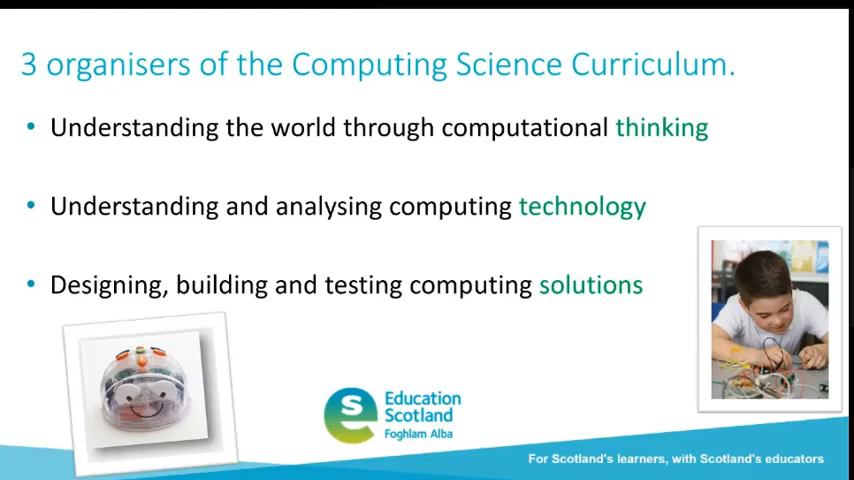 3 organisers of the Computing Science Curriculum.
• Understanding the world through computational thinking
• Understanding and analysing computing technology
• Designing, building and testing computing solutions
Education
Scotland
Foghlam Alba
For Scotland's learners, with Scotland's educators